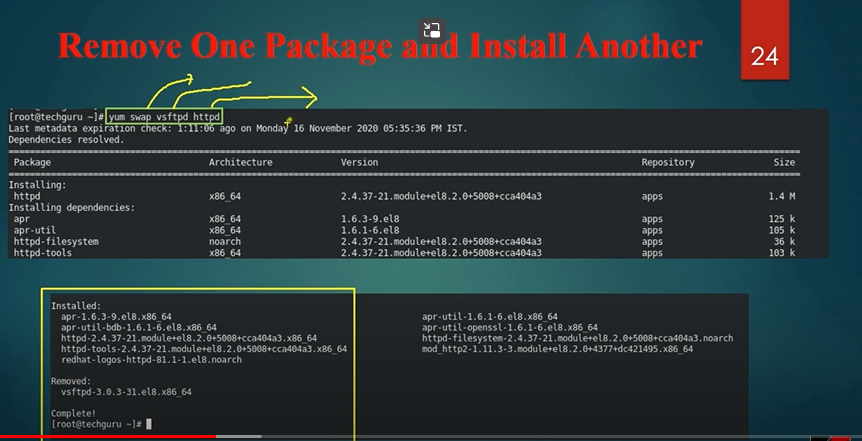 Remove One Package and Install Another
24
[root@techguru ~]# yum swap vsftpd httpd
Last metadata expiration check: 1:11:06 ago on Monday 16 November 2020 05:35:36 PM IST.
Dependencies resolved.
Package Architecture Version Repository Size
Installing:
httpd x86_64 2.4.37-21.module+el8.2.0+5008+cca404a3 apps 1.4 M
Installing dependencies:
apr x86_64 1.6.3-9.el8 apps 125 k
apr-util x86_64 1.6.1-6.el8 apps 105 k
httpd-filesystem noarch 2.4.37-21.module+el8.2.0+5008+cca404a3 apps 36 k
httpd-tools x86_64 2.4.37-21.module+el8.2.0+5008+cca404a3 apps 103 k
Installed:
apr-1.6.3-9.el8.x86_64 apr-util-1.6.1-6.el8.x86_64
apr-util-bdb-1.6.1-6.el8.x86_64 apr-util-openssl-1.6.1-6.el8.x86_64
httpd-2.4.37-21.module+el8.2.0+5008+cca404a3.x86_64 httpd-filesystem-2.4.37-21.module+el8.2.0+5008+cca404a3.noarch
httpd-tools-2.4.37-21.module+el8.2.0+5008+cca404a3.x86_64 mod_http2-1.11.3-3.module+el8.2.0+4377+dc421495.x86_64
redhat-logos-httpd-81.1-1.el8.noarch
Removed:
vsftpd-3.0.3-31.el8.x86_64
Complete!
[root@techguru ~]#